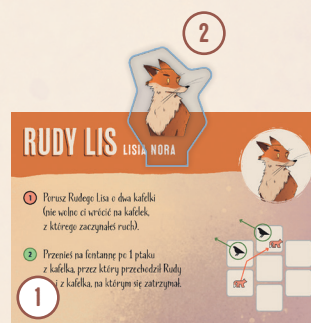 2
RUDY LIS LISIA NORA
1 Porusz Rudego Lisa o dwa kafelki
(nie wolno ci wrócić na kafelek,
z którego zaczynałeś ruch).
2 Przenieś na fontannę po 1 ptaku
z kafelka, przez który przechodził Rudy
i z kafelka, na którym się zatrzymał.
1